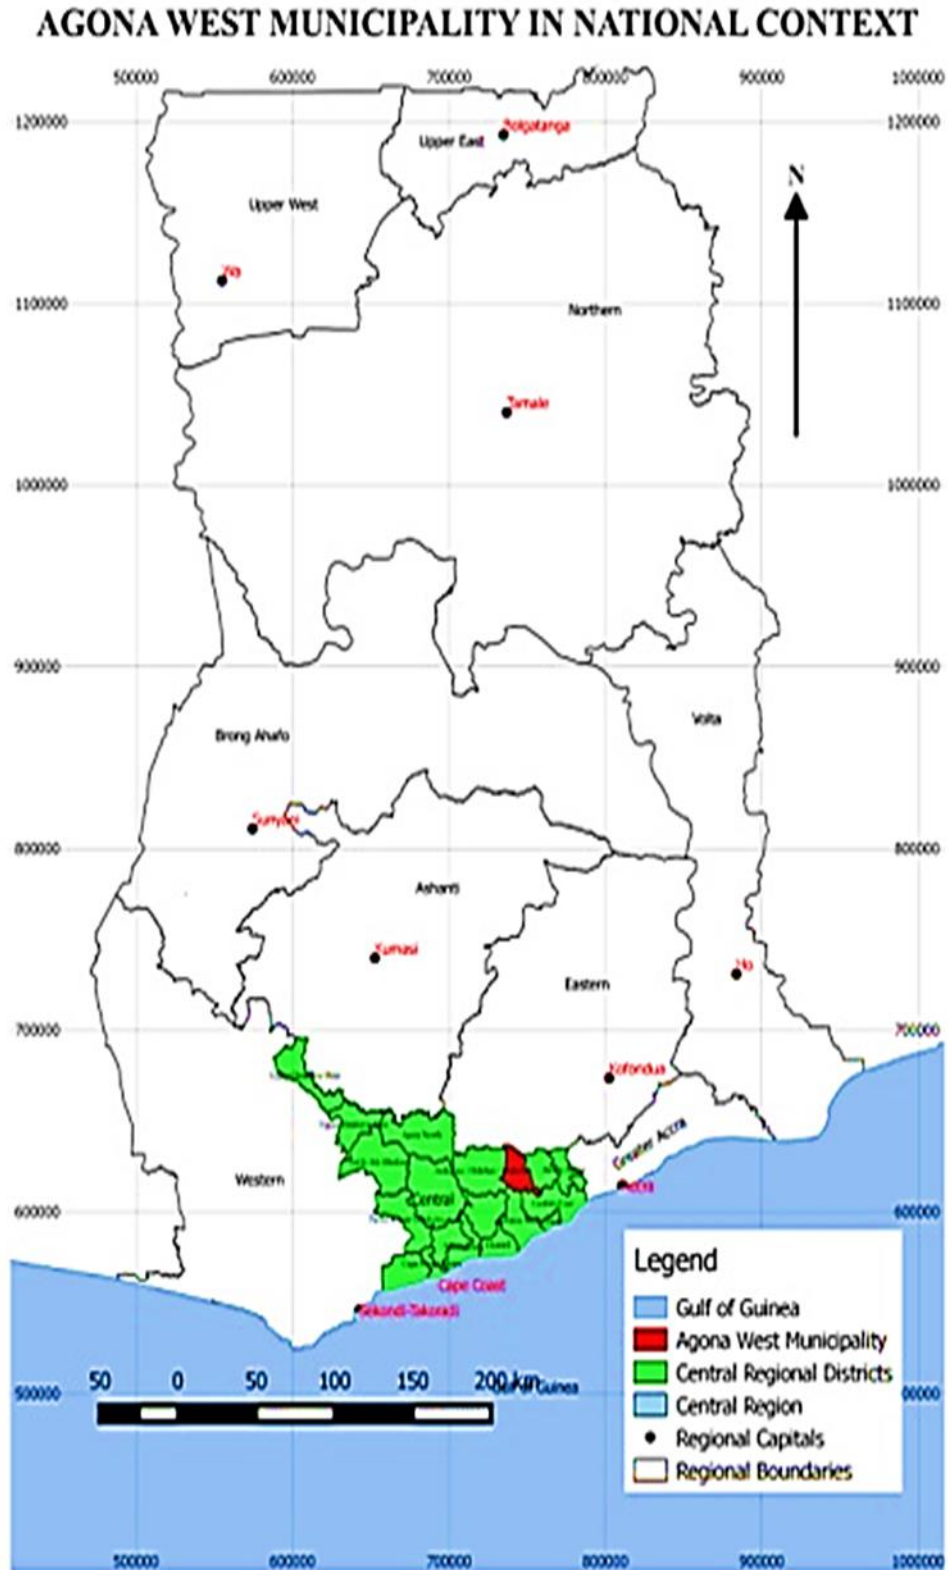 AGONA WEST MUNICIPALITY IN NATIONAL CONTEXT
500000 600000 700000 800000 900000 1000000
1200000 1200000
Bolgatanga
Upper East
N
Upper West
Wa
1100000 1100000
Northern
Tamale
1000000 1000000
900000 900000
Volta
Brong Ahafo
Sunyani
800000 800000
Ashanti
Kumasi
Ho
Eastern
700000 700000
Kofondua
Greater Accra
Western
Accra
Central
600000 600000
Cape Coast
Sekondi-Takoradi
Legend
Gulf of Guinea
Agona West Municipality
Central Regional Districts
Central Region
Regional Capitals
Regional Boundaries
50 0 50 100 150 200 km
Gulf of Guinea
500000
500000 600000 700000 800000 900000 1000000